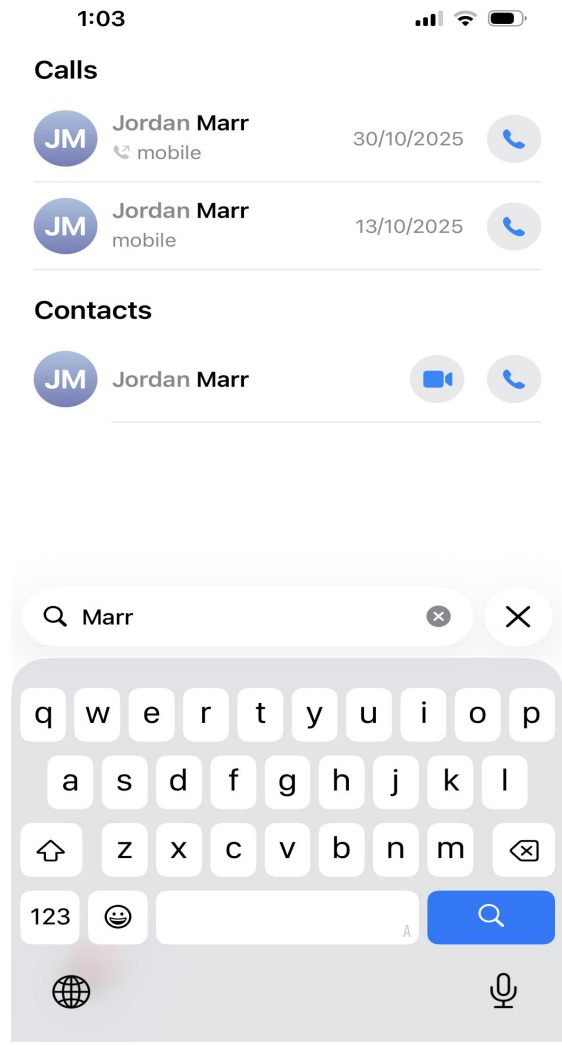 1:03
Calls
JM Jordan Marr 30/10/2025
mobile
JM Jordan Marr 13/10/2025
mobile
Contacts
JM Jordan Marr
Marr
q w e r t y u i o p
a s d f g h j k l
z x c v b n m
123 A